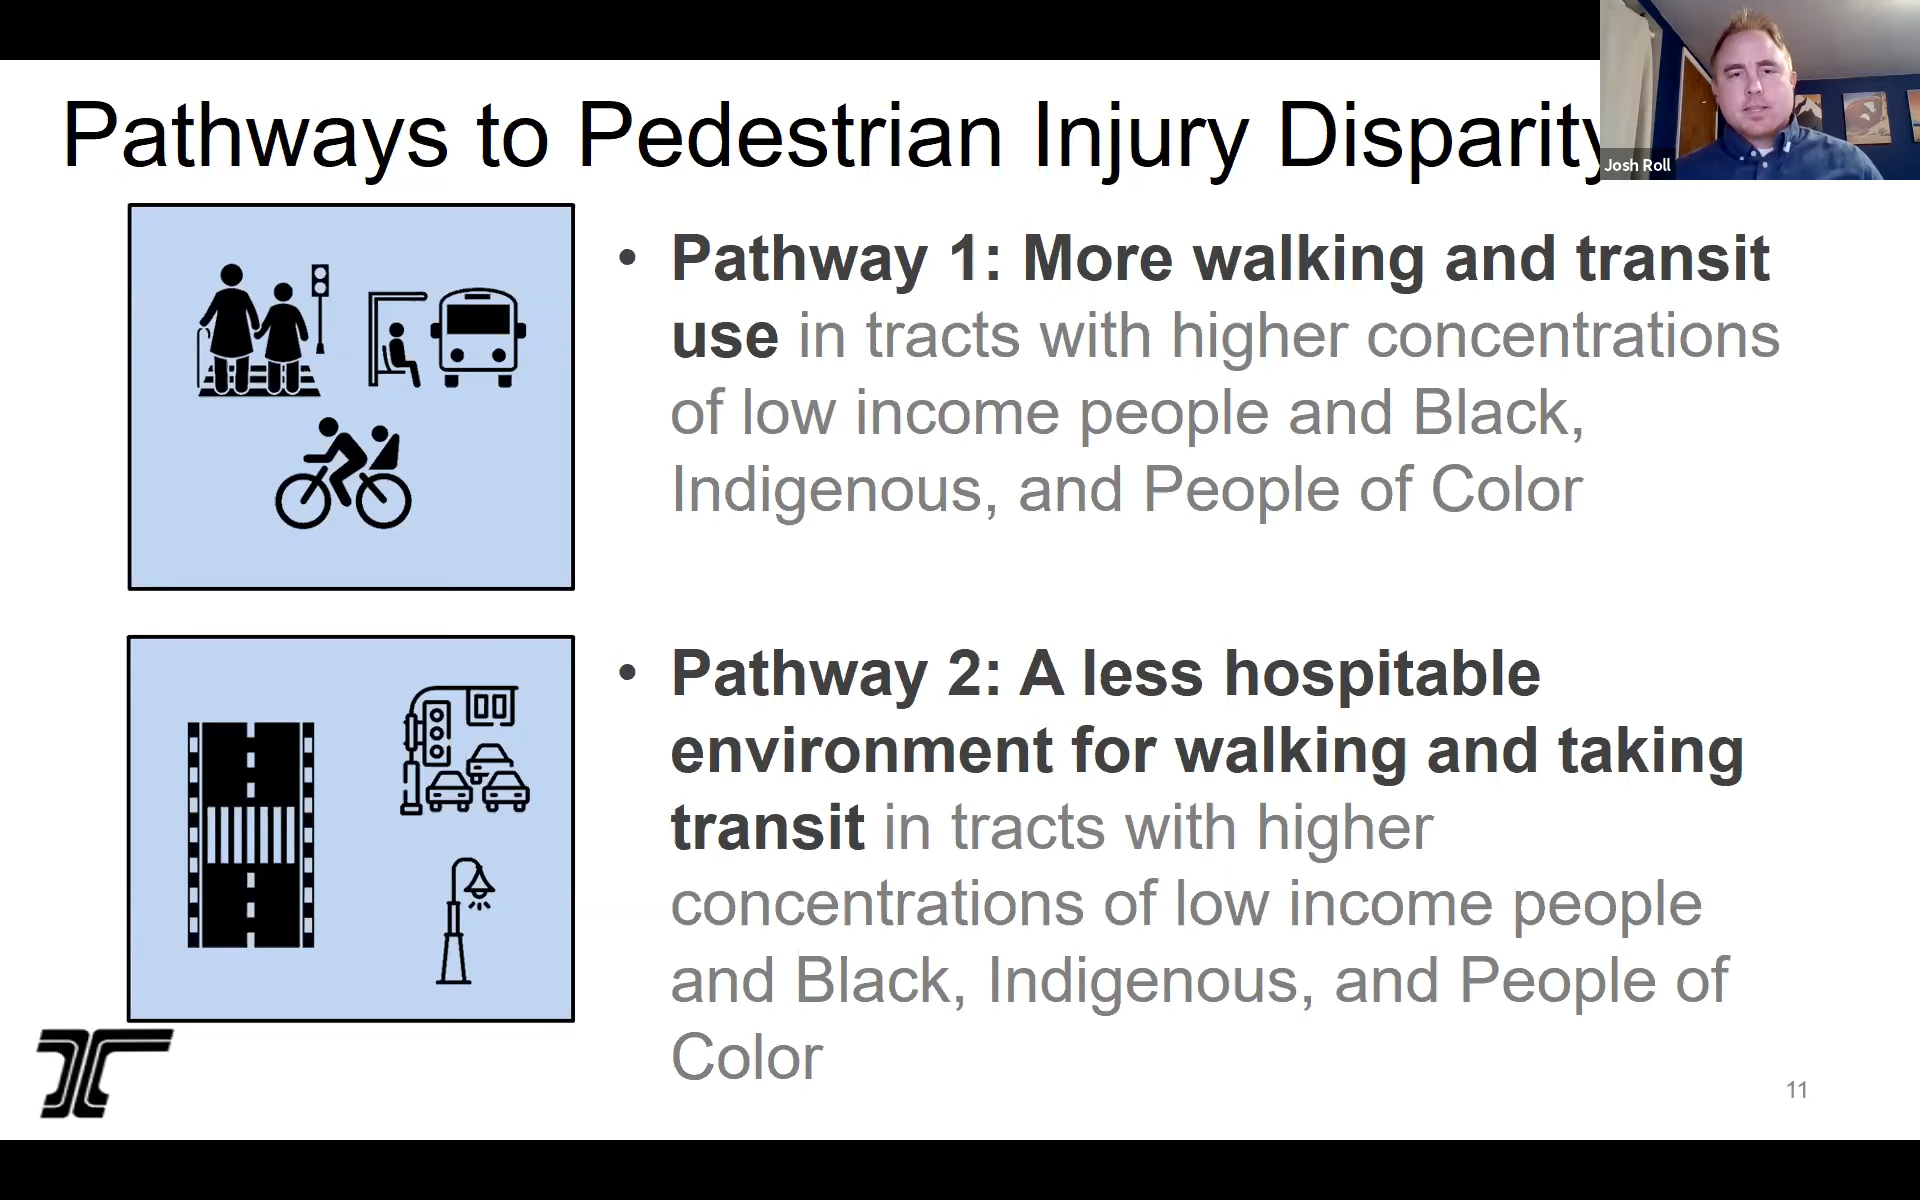 Pathways to Pedestrian Injury Disparity
Josh Roll
• Pathway 1: More walking and transit
use in tracts with higher concentrations
of low income people and Black,
Indigenous, and People of Color
• Pathway 2: A less hospitable
environment for walking and taking
transit in tracts with higher
concentrations of low income people
and Black, Indigenous, and People of
Color
11